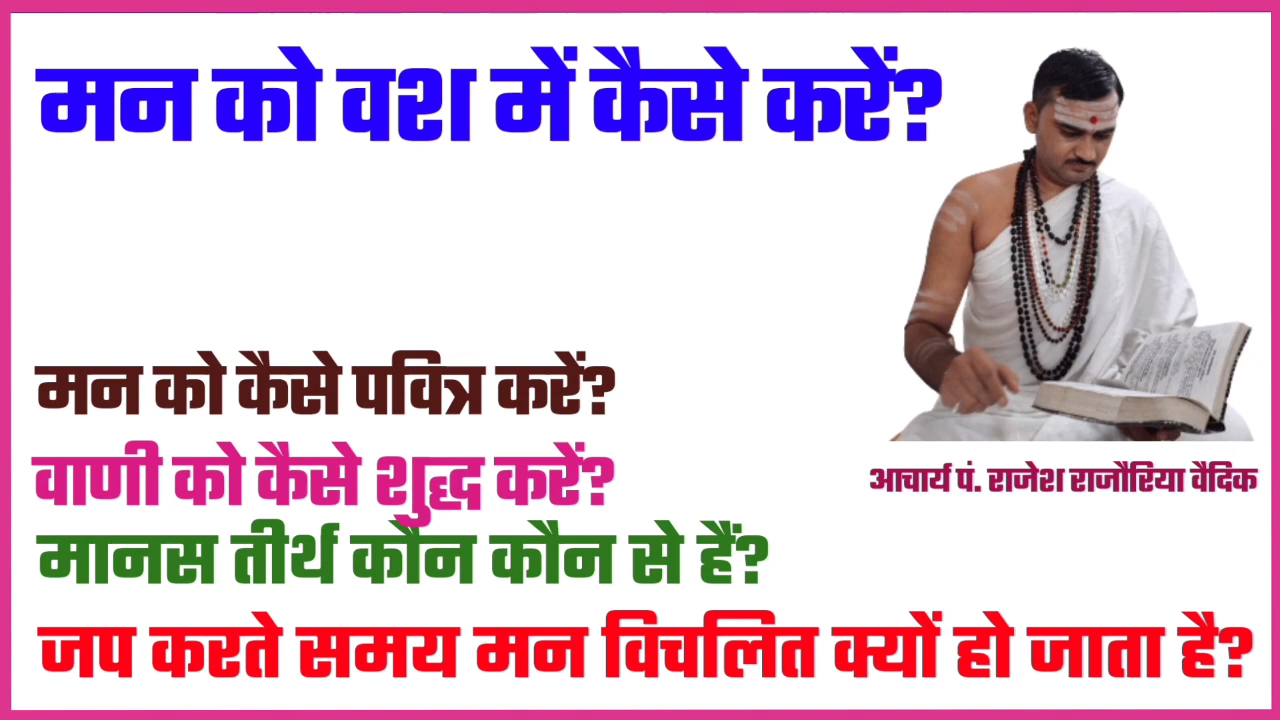 मन को वश में कैसे करें?
मन को कैसे पवित्र करें?
वाणी को कैसे शुद्ध करें?
आचार्य पं. राजेश राजौरिया वैदिक
मानस तीर्थ कौन कौन से हैं?
जप करते समय मन विचलित क्यों हो जाता है?